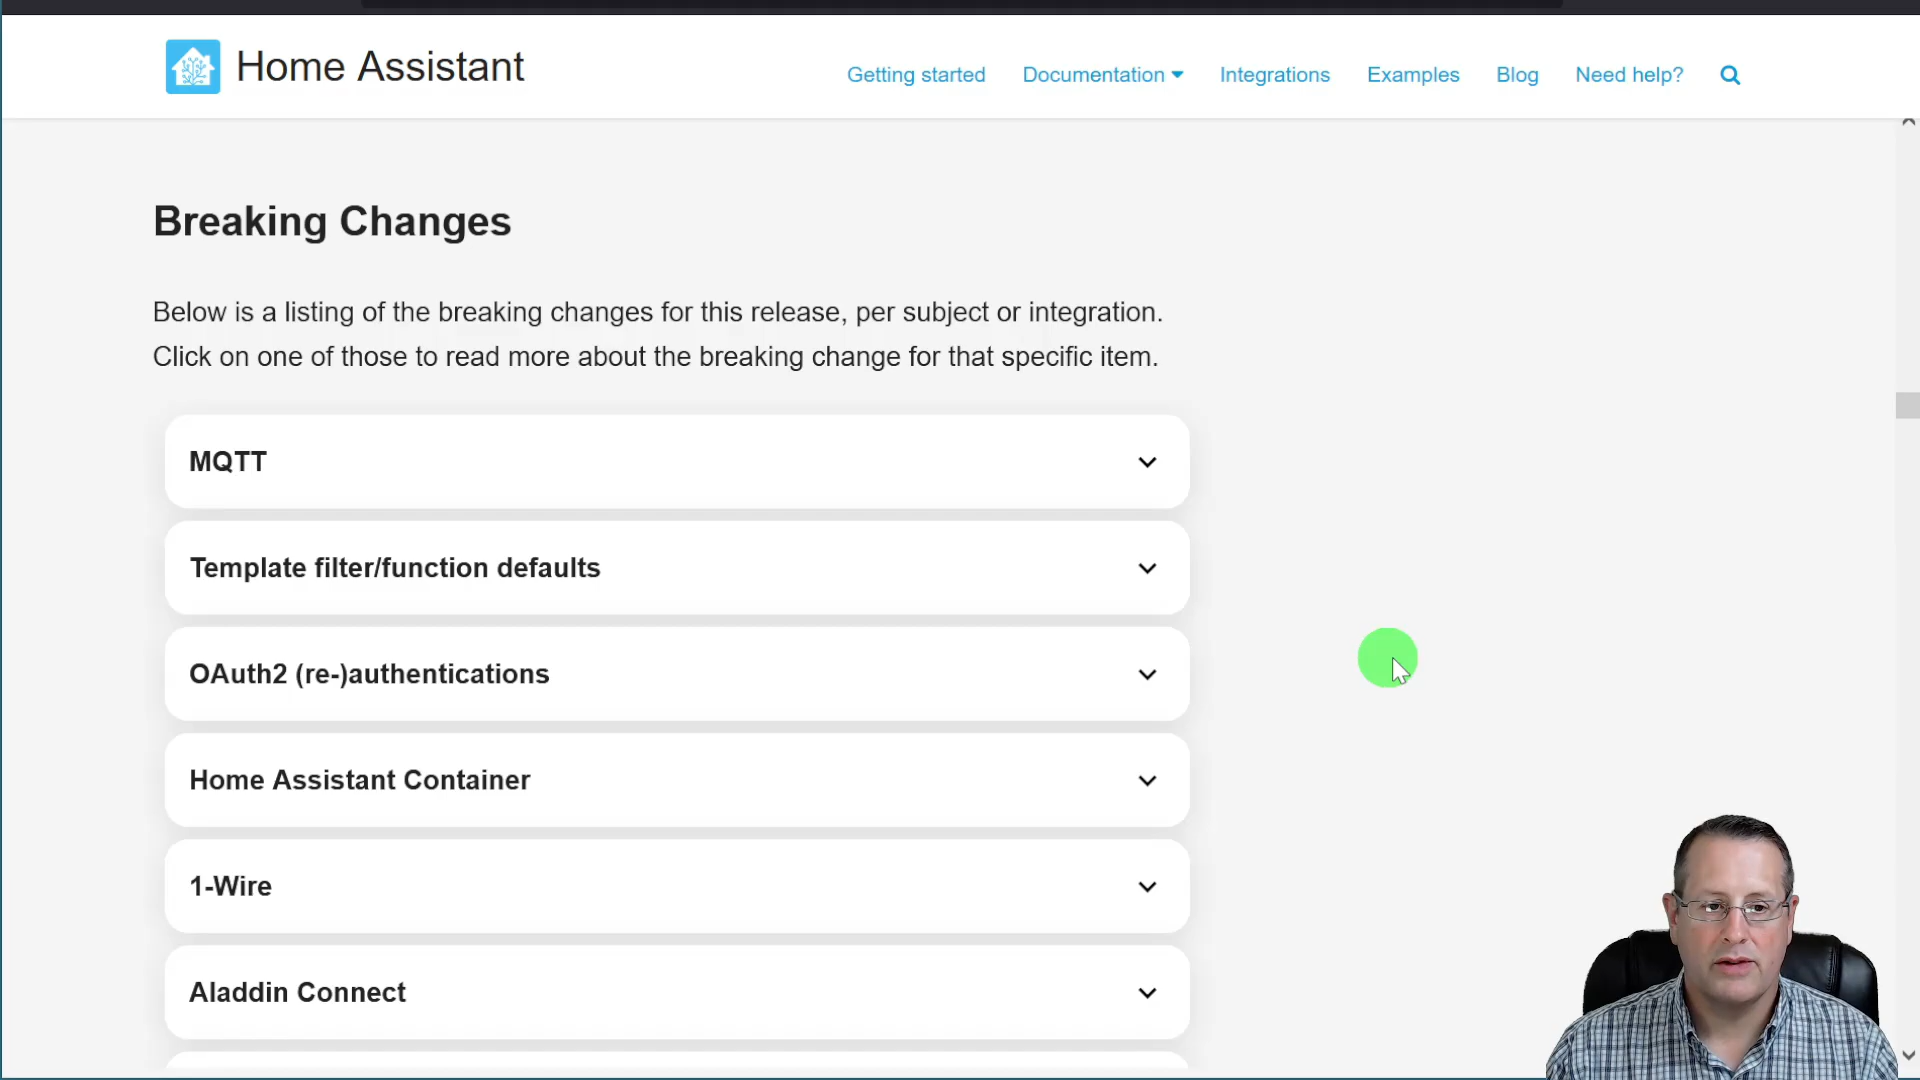 Home Assistant
Getting started
Documentation
Integrations
Examples
Blog
Need help?
Breaking Changes
Below is a listing of the breaking changes for this release, per subject or integration.
Click on one of those to read more about the breaking change for that specific item.
MQTT
Template filter/function defaults
OAuth2 (re-)authentications
Home Assistant Container
1-Wire
Aladdin Connect